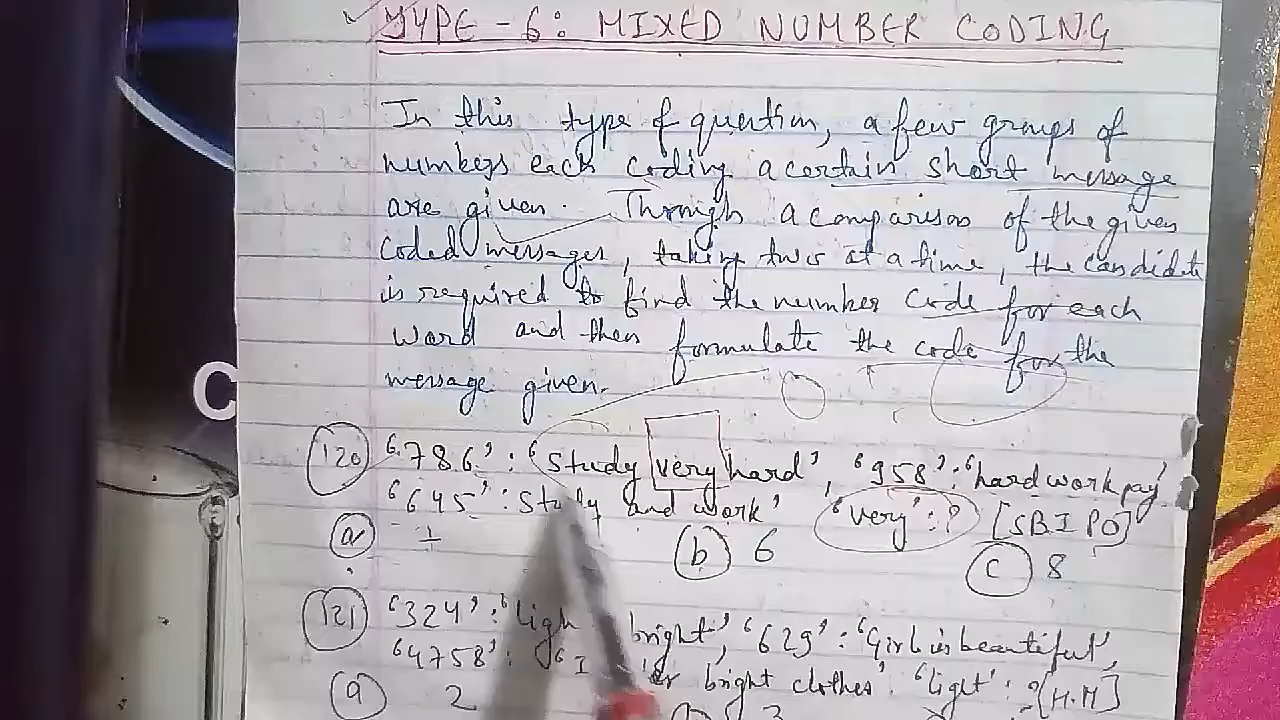 TYPE - 6: MIXED NUMBER CODING
In this type of question, a few groups of
numbers each coding a certain short message
are given. Through a comparison of the given
coded messages, taking two at a time, the candidate
is required to find the number code for each
word and then formulate the code for the
message given.
120 '786': 'study very hard', '958': 'hard work pay'
'645': study and work' 'very': ? [SBI PO]
a 1 b 6 c 8
121 '324': 'ligh bright', '629': 'Girl is beautiful',
'4758': 'I bright clothes' 'light': ? [H.M]
a 2 3
C